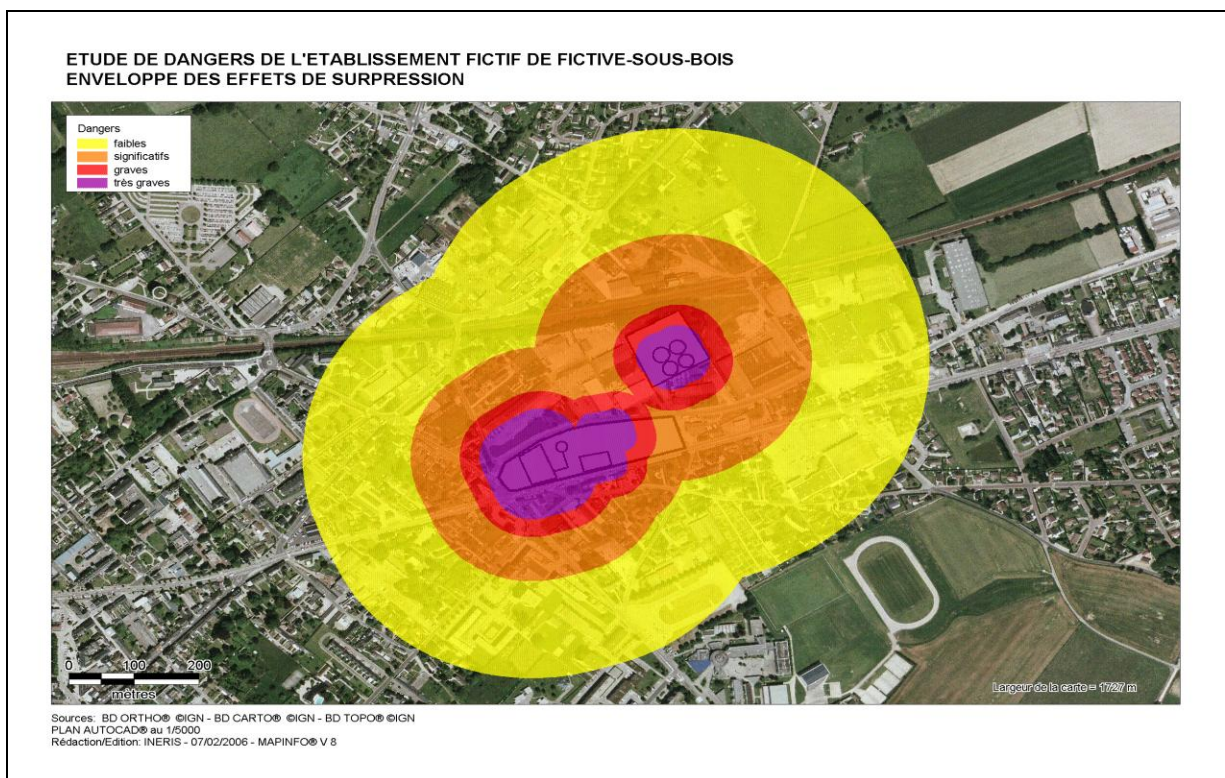 ETUDE DE DANGERS DE L'ETABLISSEMENT FICTIF DE FICTIVE-SOUS-BOIS
ENVELOPPE DES EFFETS DE SURPRESSION
Dangers
faibles
significatifs
graves
très graves
0 100 200
mètres
Largeur de la carte = 1727 m
Sources: BD ORTHO® ©IGN - BD CARTO® ©IGN - BD TOPO® ©IGN
PLAN AUTOCAD® au 1/5000
Rédaction/Edition: INERIS - 07/02/2006 - MAPINFO® V 8